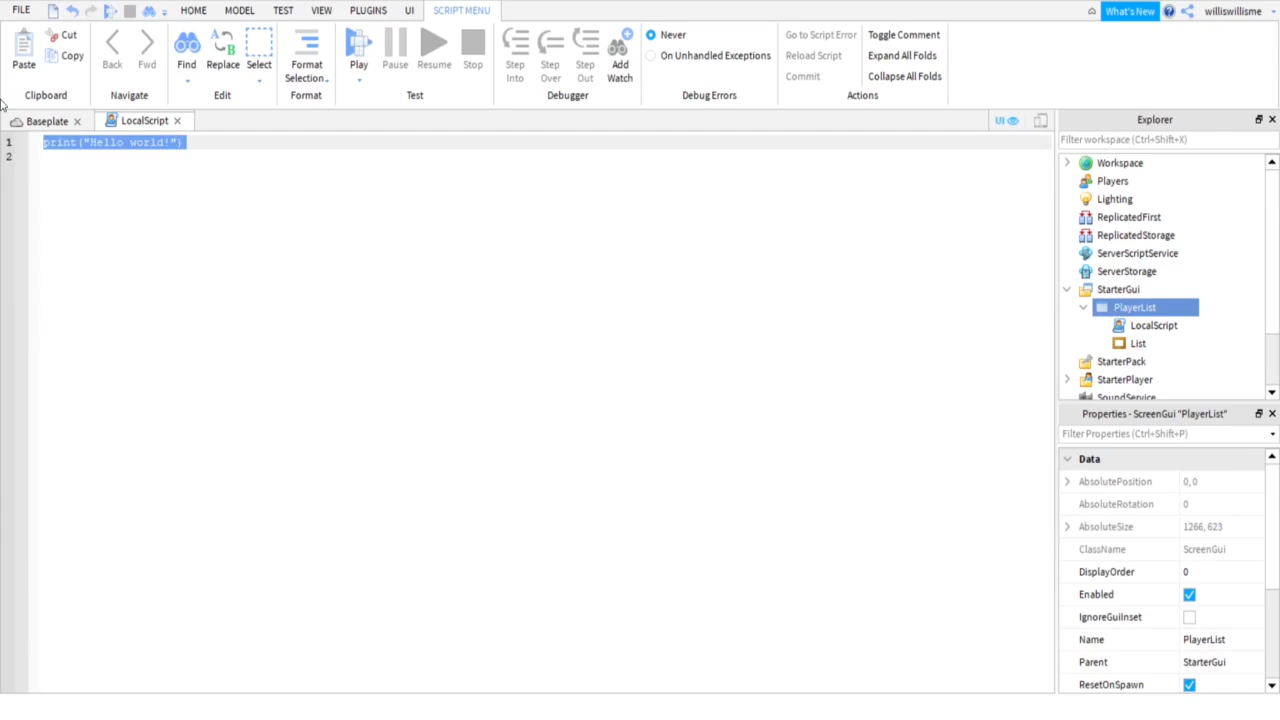 FILE HOME MODEL TEST VIEW PLUGINS UI SCRIPT MENU What's New williswillisme
Paste Cut Copy
Clipboard
Back Fwd
Navigate
Find Replace Select
Edit
Format Selection
Format
Play Pause Resume Stop
Test
Step Into Step Over Step Out Add Watch
Debugger
Never
On Unhandled Exceptions
Debug Errors
Go to Script Error
Reload Script
Commit
Toggle Comment
Expand All Folds
Collapse All Folds
Actions
Baseplate LocalScript UI
1 print("Hello world!")
2
Explorer
Filter workspace (Ctrl+Shift+X)
Workspace
Players
Lighting
ReplicatedFirst
ReplicatedStorage
ServerScriptService
ServerStorage
StarterGui
PlayerList
LocalScript
List
StarterPack
StarterPlayer
SoundService
Properties - ScreenGui "PlayerList"
Filter Properties (Ctrl+Shift+P)
Data
AbsolutePosition 0, 0
AbsoluteRotation 0
AbsoluteSize 1266, 623
ClassName ScreenGui
DisplayOrder 0
Enabled
IgnoreGuiInset
Name PlayerList
Parent StarterGui
ResetOnSpawn